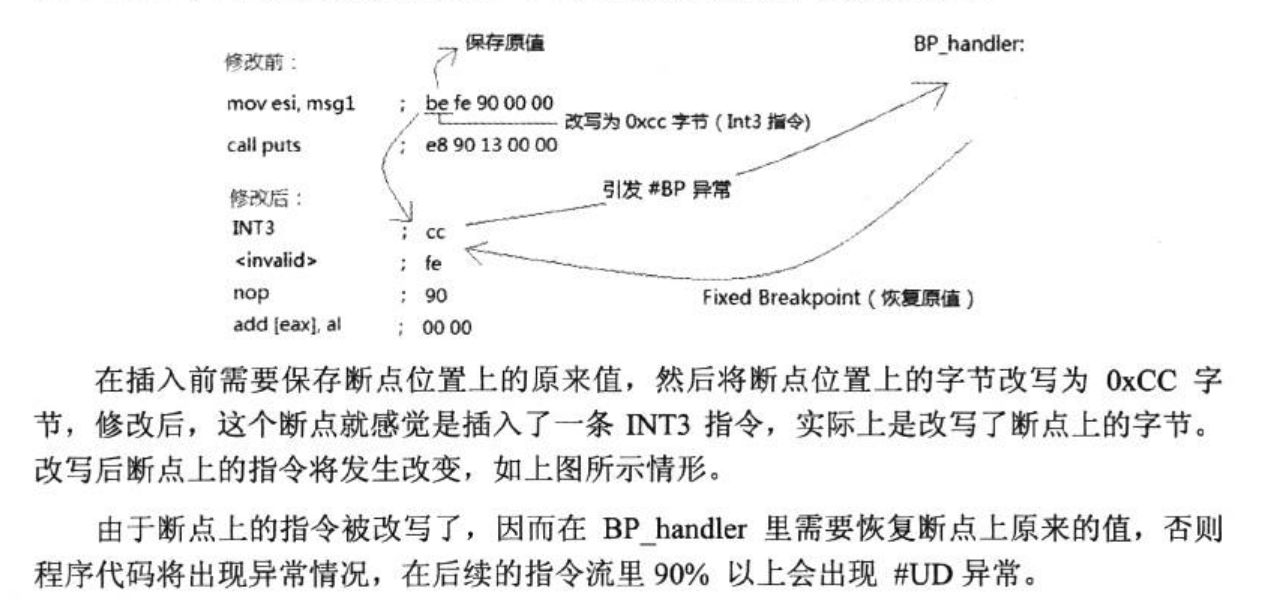 保存原值
BP_handler:
修改前：
mov esi, msg1 ; be fe 90 00 00
改写为 0xcc 字节 ( Int3 指令)
call puts ; e8 90 13 00 00
引发 #BP 异常
修改后：
INT3 ; cc
<invalid> ; fe
nop ; 90
Fixed Breakpoint ( 恢复原值 )
add [eax], al ; 00 00
在插入前需要保存断点位置上的原来值，然后将断点位置上的字节改写为 0xCC 字
节，修改后，这个断点就感觉是插入了一条 INT3 指令，实际上是改写了断点上的字节。
改写后断点上的指令将发生改变，如上图所示情形。
由于断点上的指令被改写了，因而在 BP_handler 里需要恢复断点上原来的值，否则
程序代码将出现异常情况，在后续的指令流里 90% 以上会出现 #UD 异常。